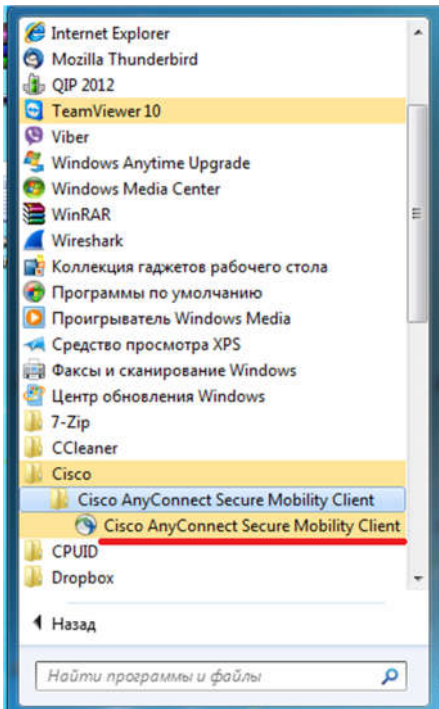 Internet Explorer
Mozilla Thunderbird
QIP 2012
TeamViewer 10
Viber
Windows Anytime Upgrade
Windows Media Center
WinRAR
Wireshark
Коллекция гаджетов рабочего стола
Программы по умолчанию
Проигрыватель Windows Media
Средство просмотра XPS
Факсы и сканирование Windows
Центр обновления Windows
7-Zip
CCleaner
Cisco
Cisco AnyConnect Secure Mobility Client
Cisco AnyConnect Secure Mobility Client
CPUID
Dropbox
Назад
Найти программы и файлы